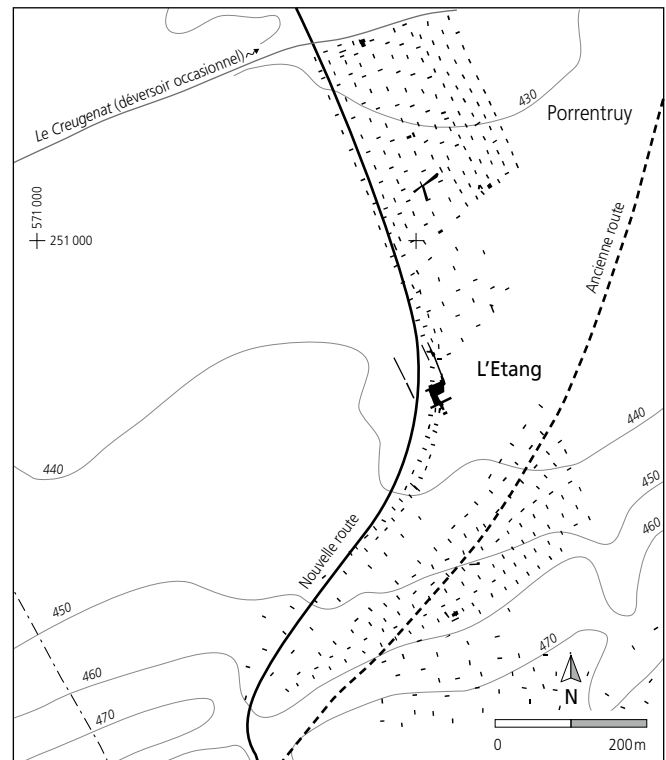 Le Creugenat (déversoir occasionnel)
430
Porrentruy
571 000
251 000
Ancienne route
L'Etang
440
440
450
460
Nouvelle route
450
460
470
470
N
0 200 m